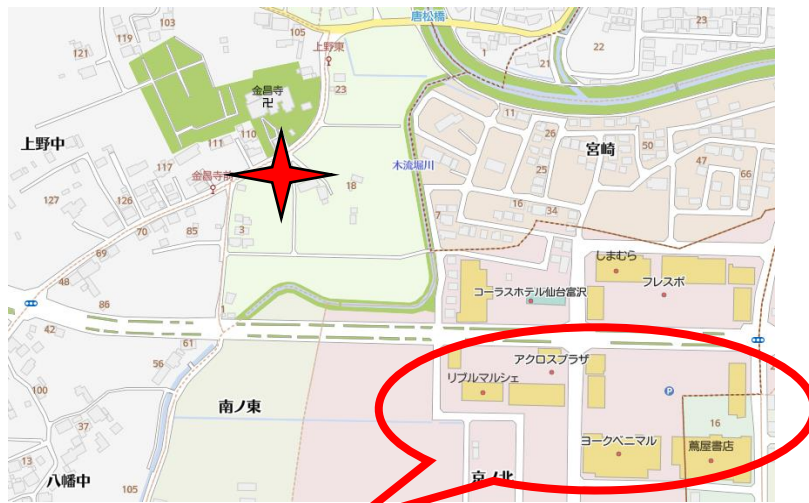 103
105
唐松橋
23
119
上野東
1
22
121
21
金昌寺
卍
23
11
上野中
111
110
26
宮崎
50
117
金昌寺前
18
木流堀川
25
47
127
126
16
66
85
3
7
34
70
69
しまむら
48
コーラスホテル仙台富沢
フレスポ
86
1
42
61
アクロスプラザ
56
リブルマルシェ
P
100
南ノ東
16
37
ヨークベニマル
蔦屋書店
13
八幡中
105
京ノ北